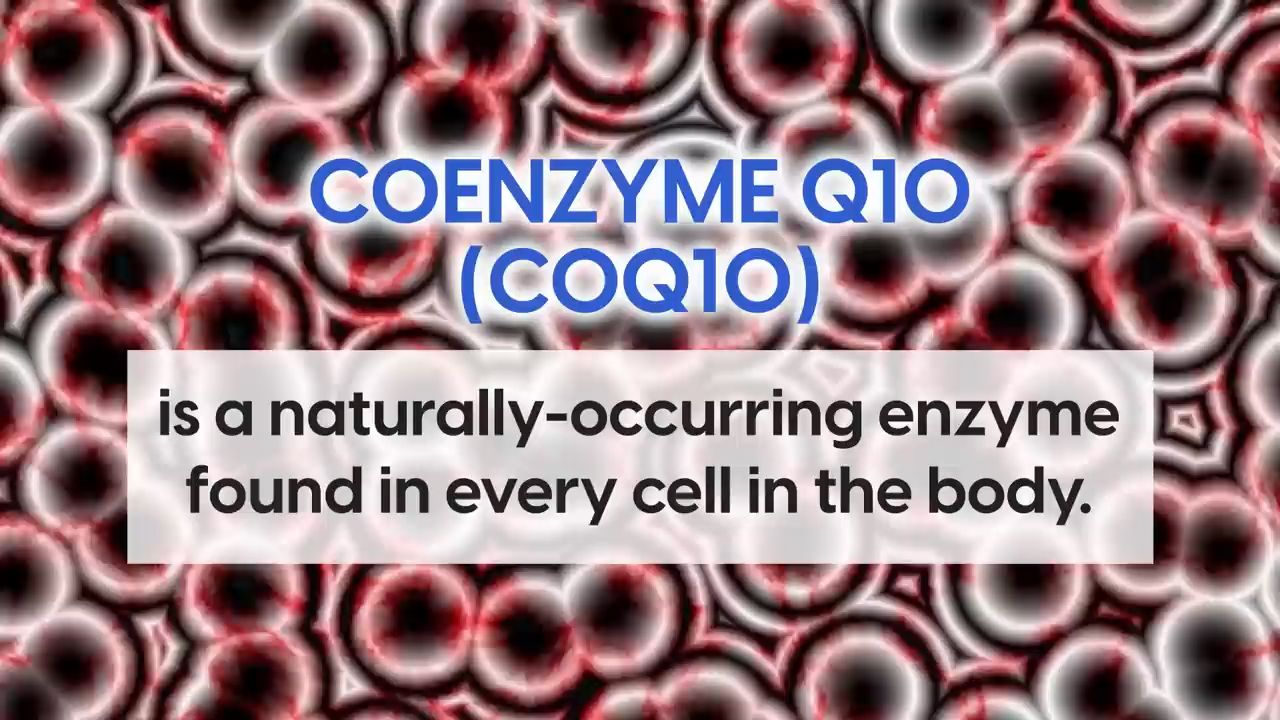 COENZYME Q10
(COQ10)
is a naturally-occurring enzyme
found in every cell in the body.